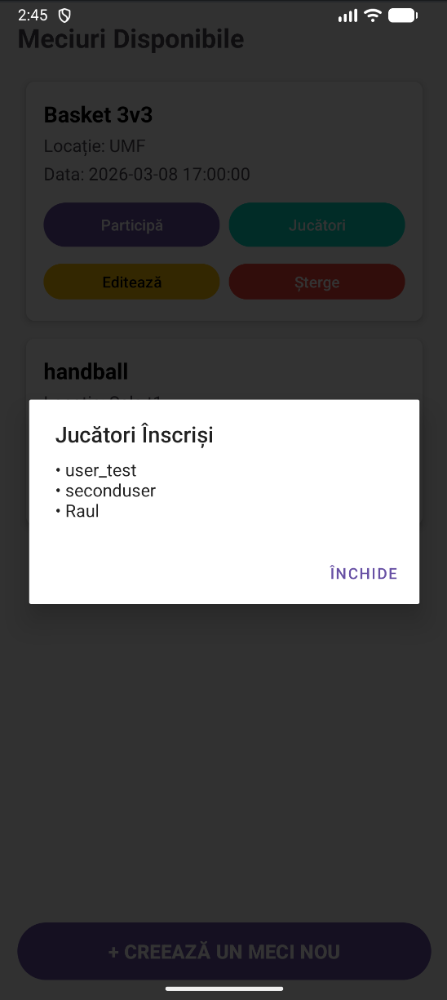 2:45
Meciuri Disponibile
Basket 3v3
Locație: UMF
Data: 2026-03-08 17:00:00
Participă
Jucători
Editează
Șterge
handball
Jucători Înscriși
• user_test
• seconduser
• Raul
ÎNCHIDE
+ CREEAZĂ UN MECI NOU